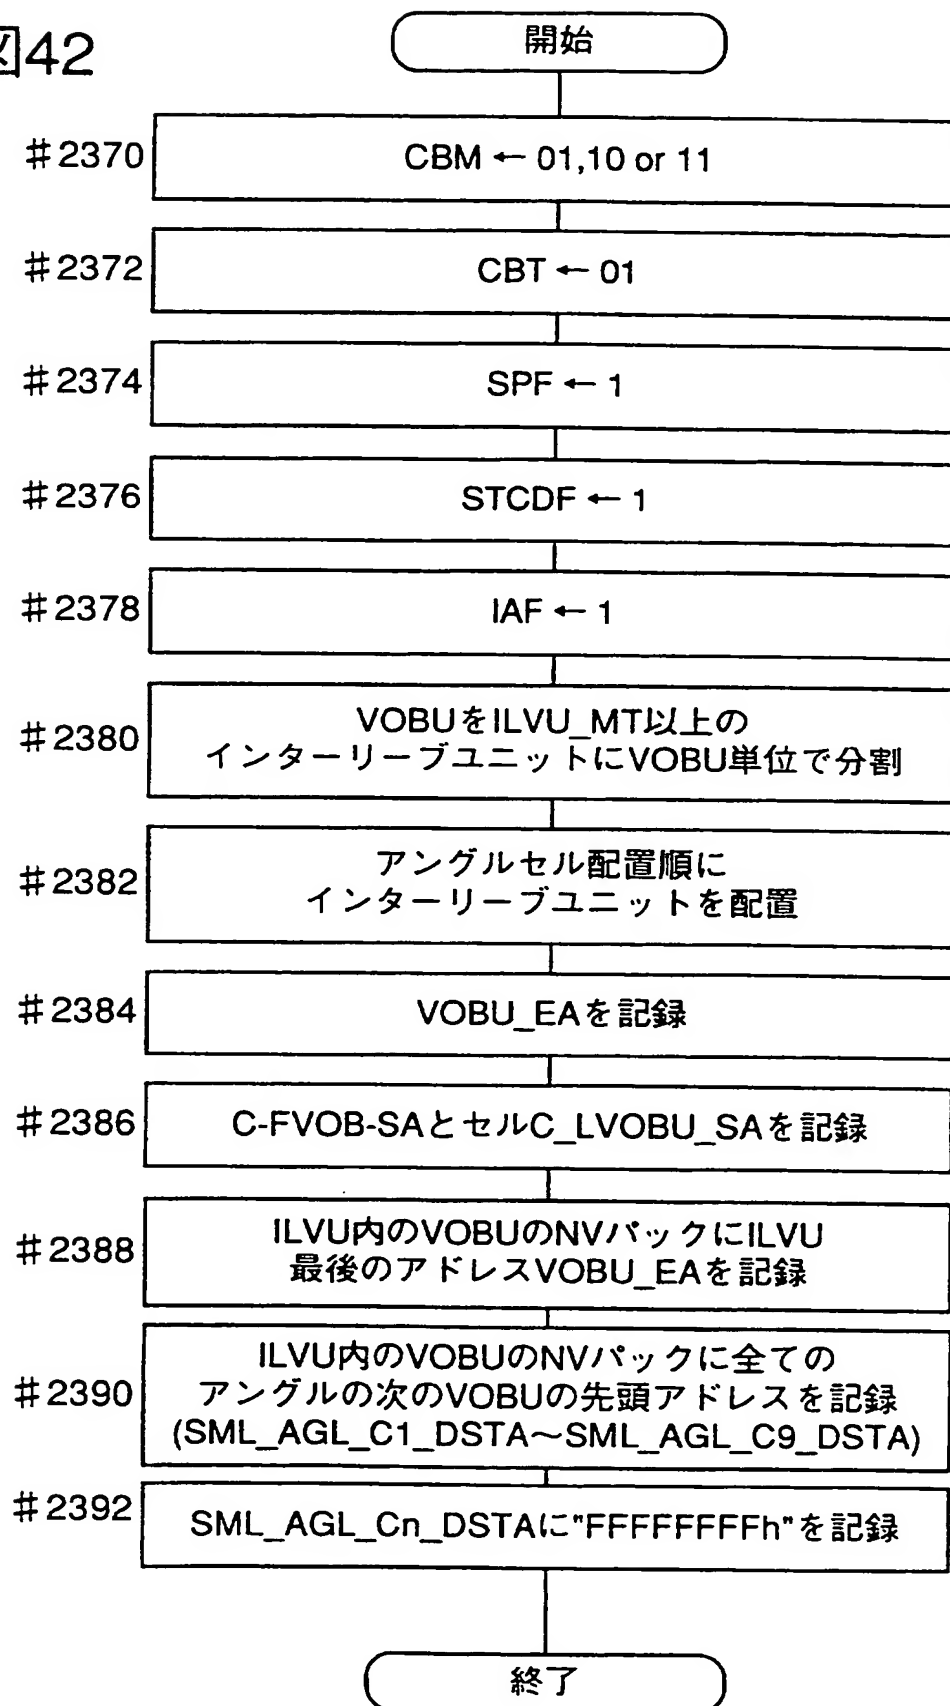 図42
開始
#2370
CBM ← 01,10 or 11
#2372
CBT ← 01
#2374
SPF ← 1
#2376
STCDF ← 1
#2378
IAF ← 1
#2380
VOBUをILVU_MT以上の
インターリーブユニットにVOBU単位で分割
#2382
アングルセル配置順に
インターリーブユニットを配置
#2384
VOBU_EAを記録
#2386
C-FVOB-SAとセルC_LVOBU_SAを記録
#2388
ILVU内のVOBUのNVパックにILVU
最後のアドレスVOBU_EAを記録
#2390
ILVU内のVOBUのNVパックに全ての
アングルの次のVOBUの先頭アドレスを記録
(SML_AGL_C1_DSTA～SML_AGL_C9_DSTA)
#2392
SML_AGL_Cn_DSTAに"FFFFFFFFh"を記録
終了